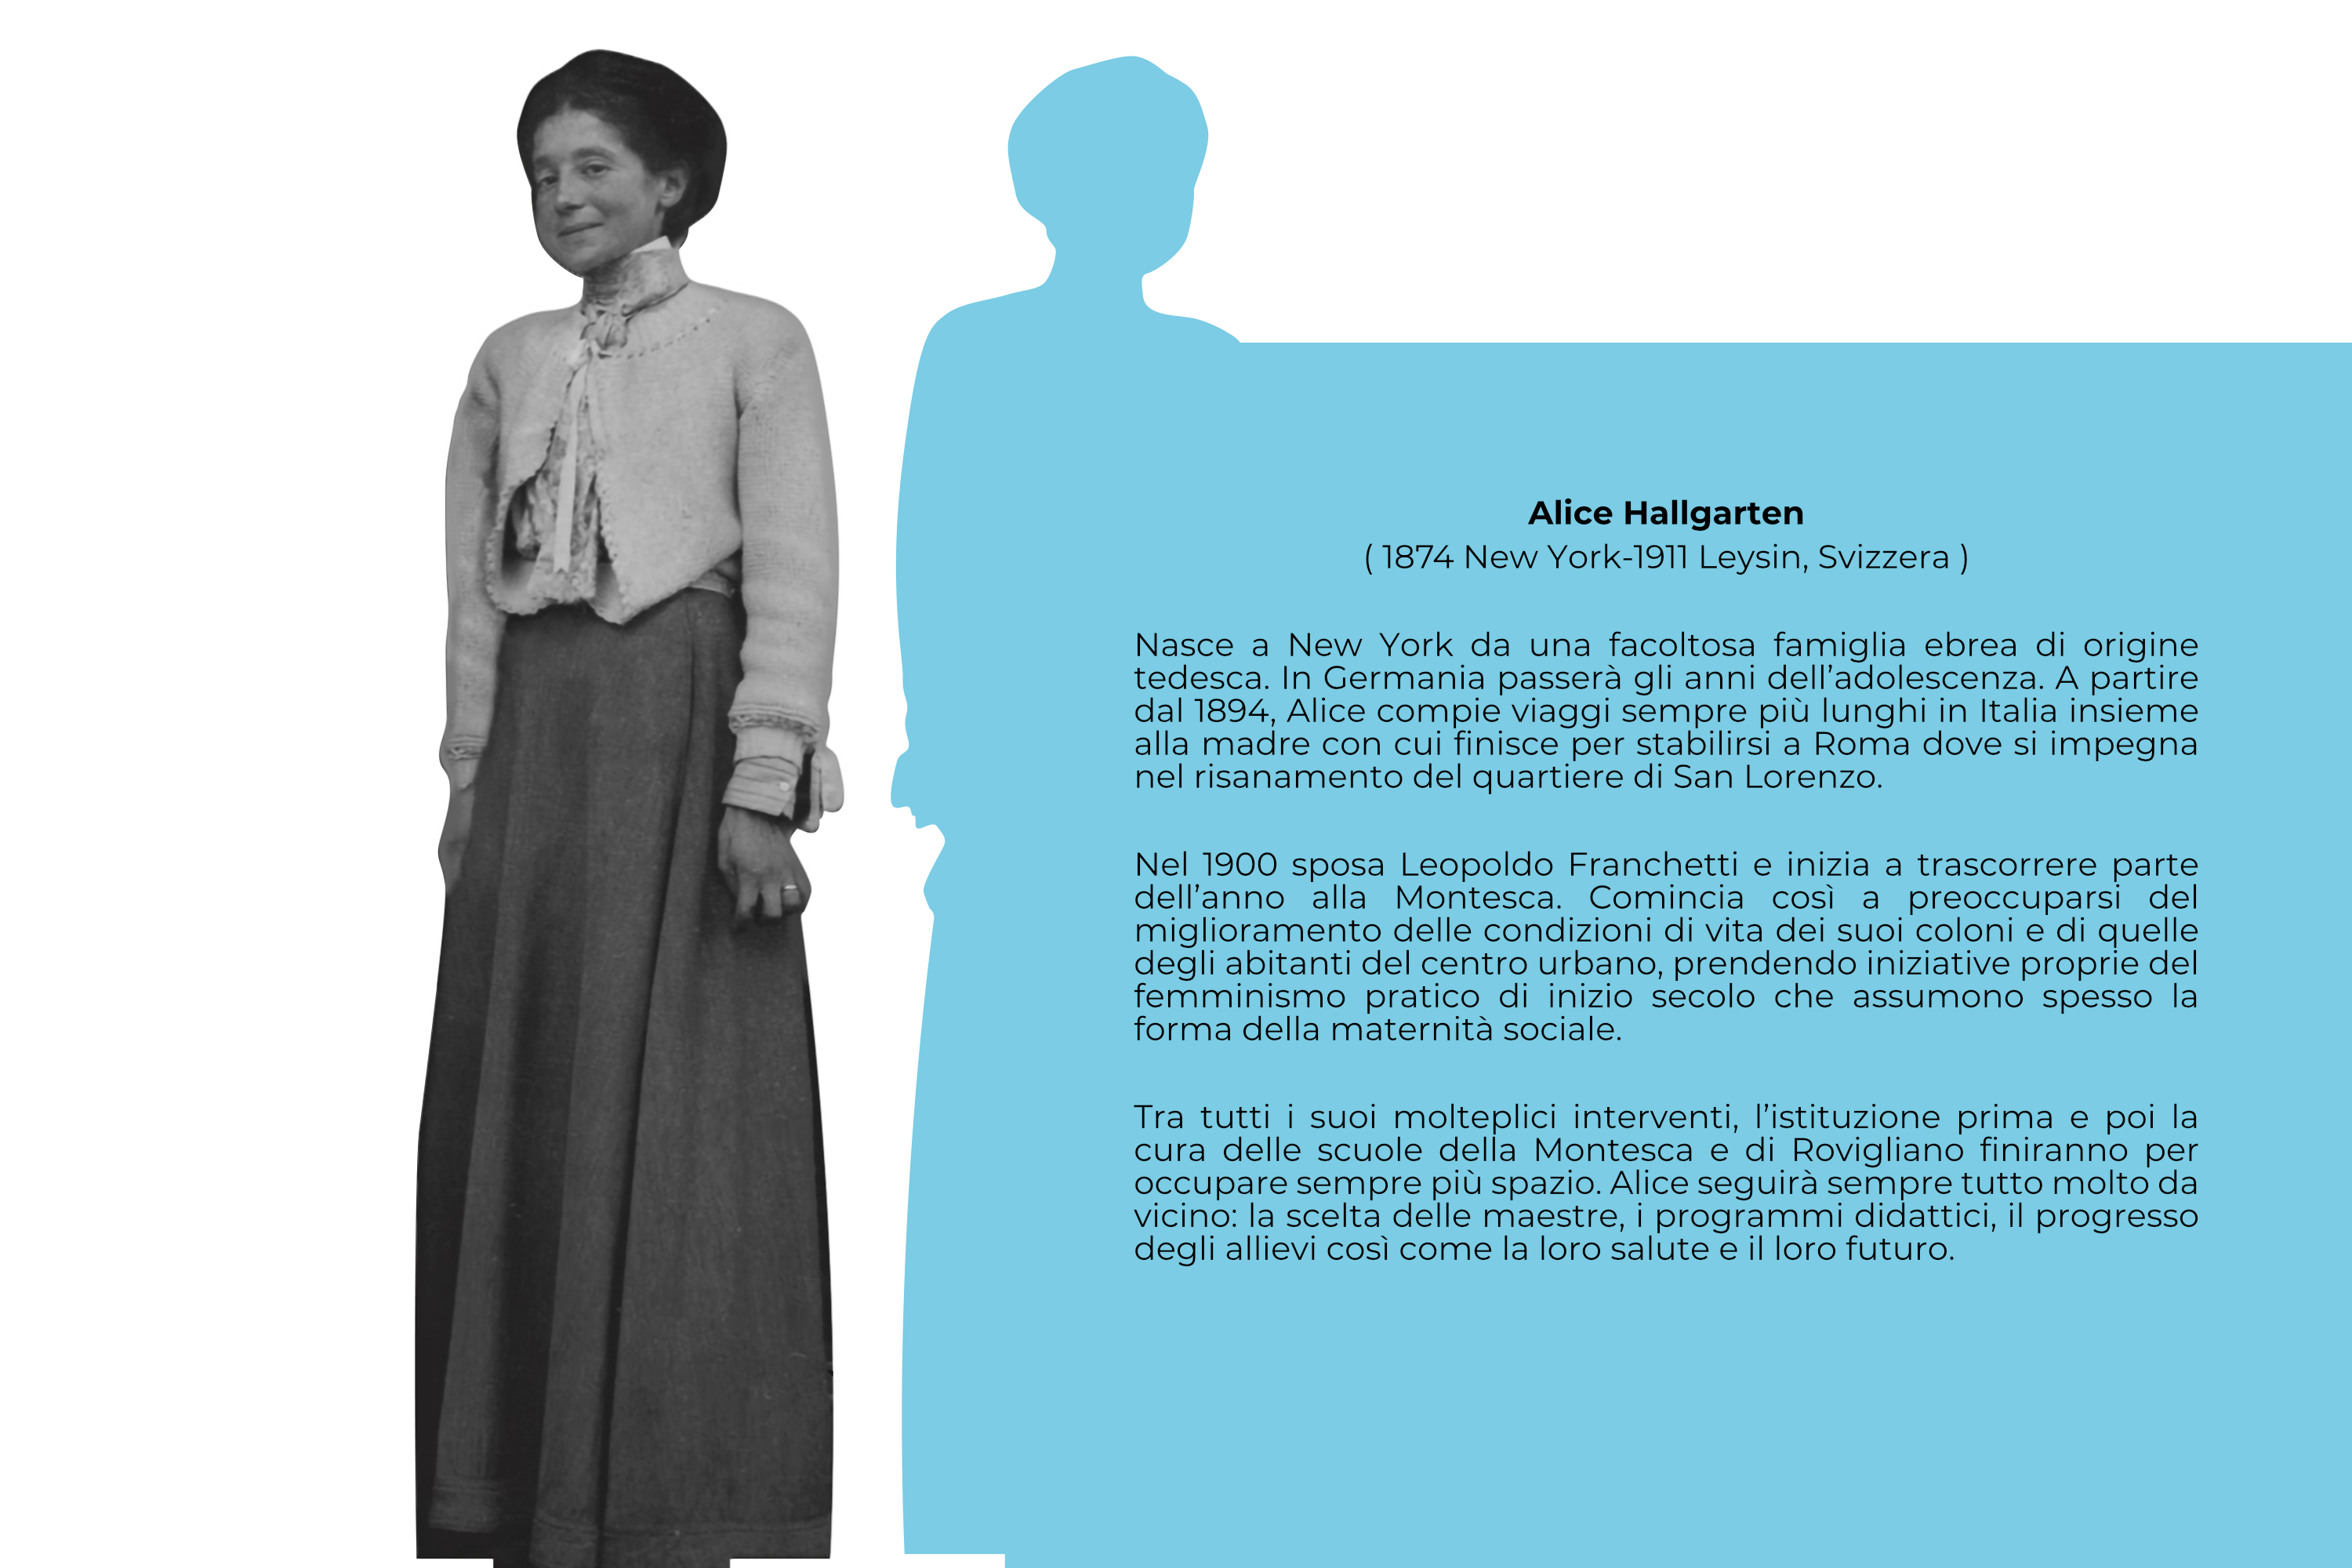 Alice Hallgarten
( 1874 New York-1911 Leysin, Svizzera )
Nasce a New York da una facoltosa famiglia ebrea di origine
tedesca. In Germania passerà gli anni dell’adolescenza. A partire
dal 1894, Alice compie viaggi sempre più lunghi in Italia insieme
alla madre con cui finisce per stabilirsi a Roma dove si impegna
nel risanamento del quartiere di San Lorenzo.
Nel 1900 sposa Leopoldo Franchetti e inizia a trascorrere parte
dell’anno alla Montesca. Comincia così a preoccuparsi del
miglioramento delle condizioni di vita dei suoi coloni e di quelle
degli abitanti del centro urbano, prendendo iniziative proprie del
femminismo pratico di inizio secolo che assumono spesso la
forma della maternità sociale.
Tra tutti i suoi molteplici interventi, l’istituzione prima e poi la
cura delle scuole della Montesca e di Rovigliano finiranno per
occupare sempre più spazio. Alice seguirà sempre tutto molto da
vicino: la scelta delle maestre, i programmi didattici, il progresso
degli allievi così come la loro salute e il loro futuro.